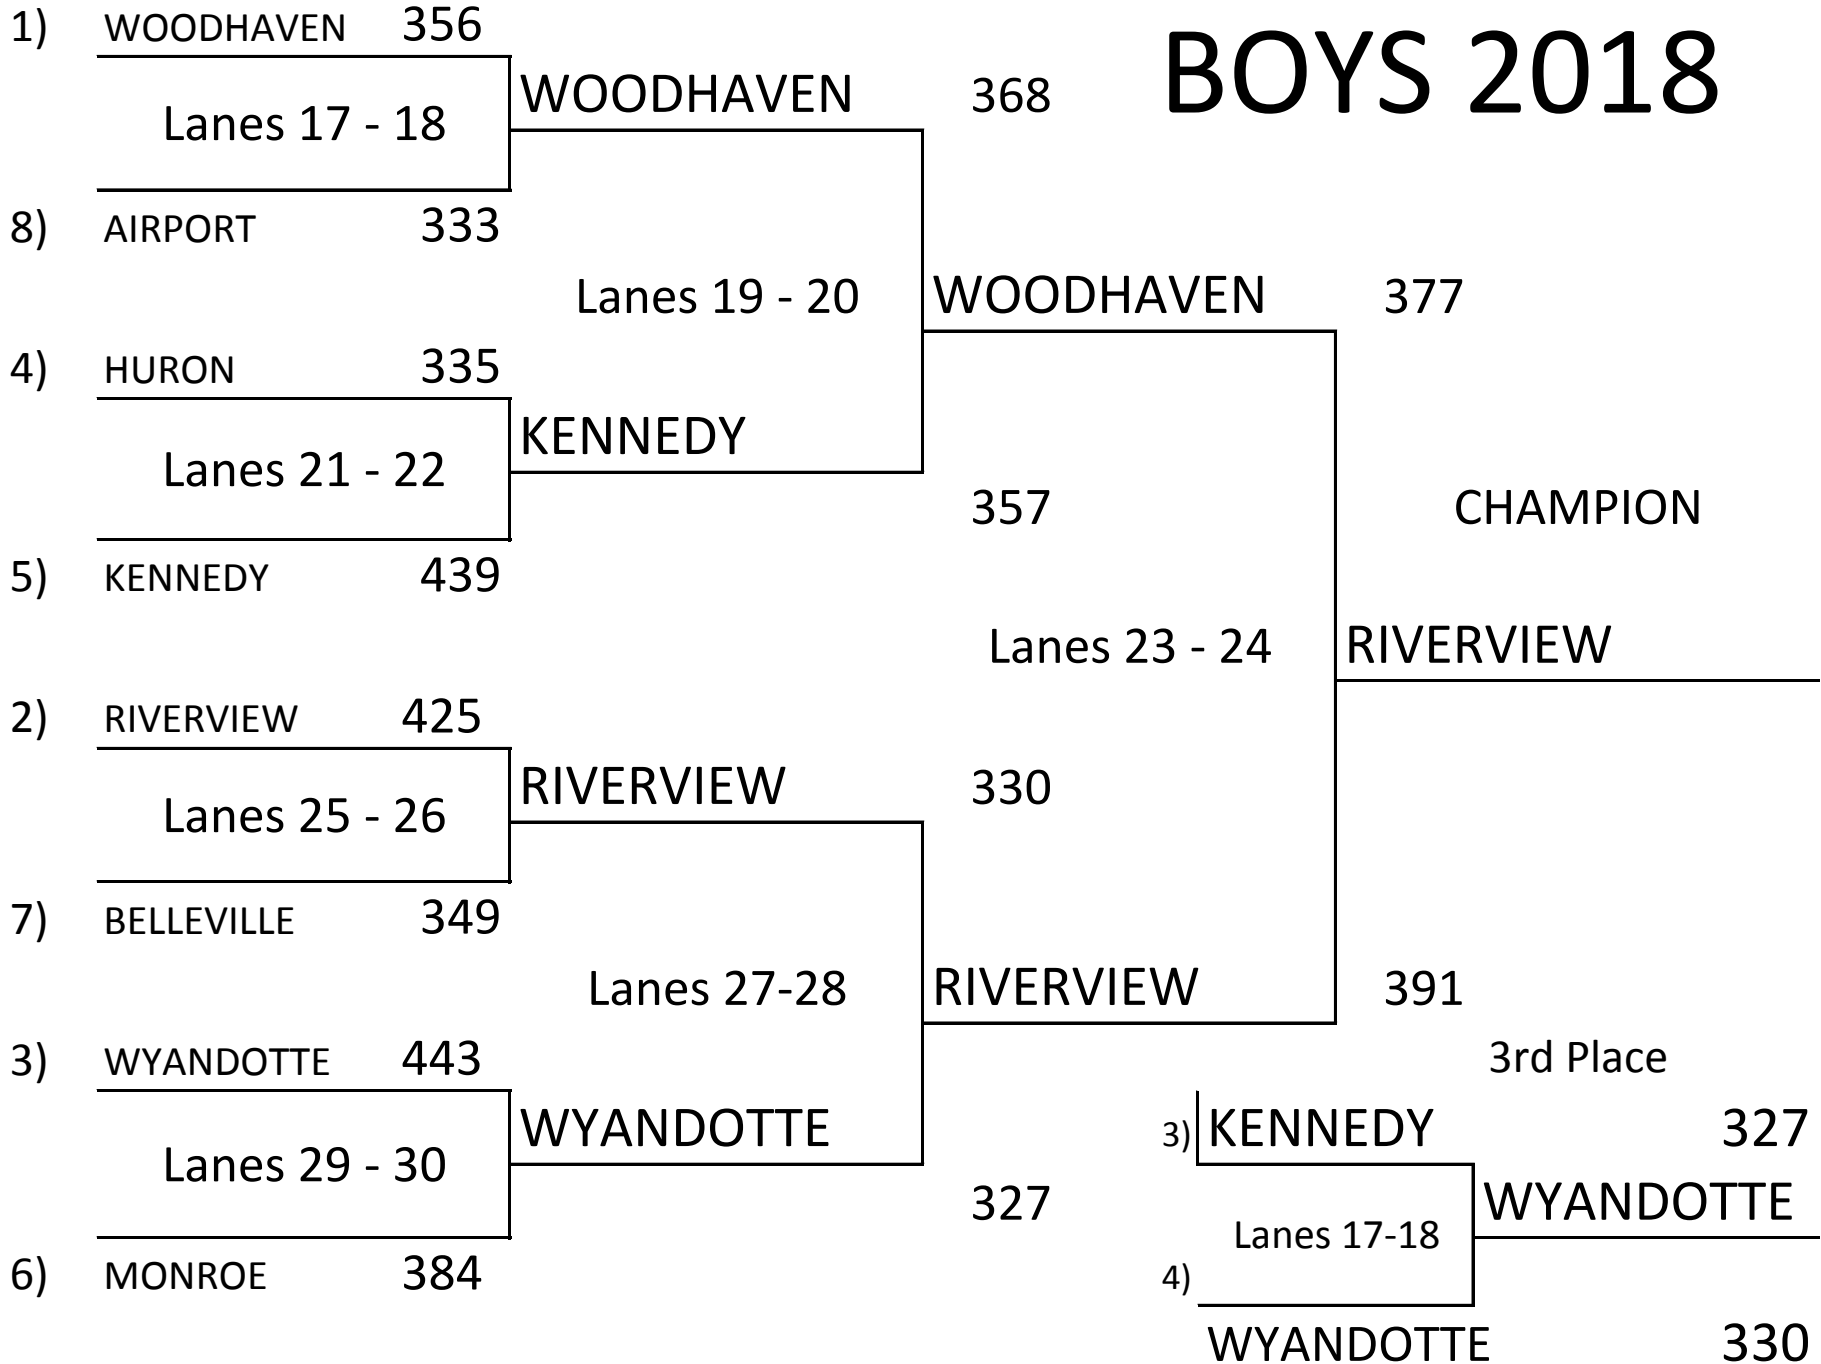 1) WOODHAVEN 356
BOYS 2018
WOODHAVEN 368
Lanes 17 - 18
8) AIRPORT 333
Lanes 19 - 20
WOODHAVEN 377
4) HURON 335
KENNEDY
Lanes 21 - 22
357
CHAMPION
5) KENNEDY 439
Lanes 23 - 24
RIVERVIEW
2) RIVERVIEW 425
RIVERVIEW 330
Lanes 25 - 26
7) BELLEVILLE 349
Lanes 27-28
RIVERVIEW 391
3) WYANDOTTE 443
3rd Place
WYANDOTTE
3) KENNEDY 327
Lanes 29 - 30
327
WYANDOTTE
Lanes 17-18
6) MONROE 384
4)
WYANDOTTE 330